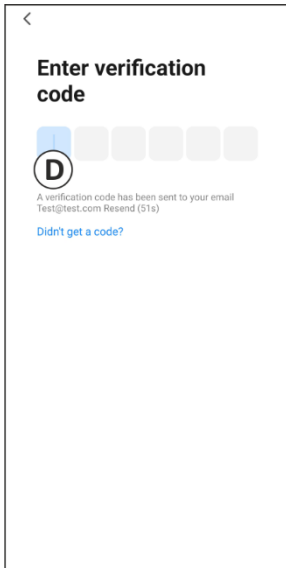 Enter verification
code
D
A verification code has been sent to your email
Test@test.com Resend (51s)
Didn't get a code?